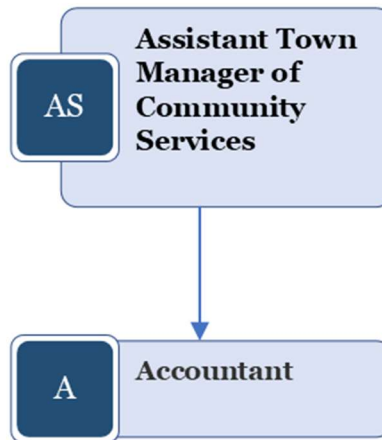 AS
Assistant Town
Manager of
Community
Services
A
Accountant